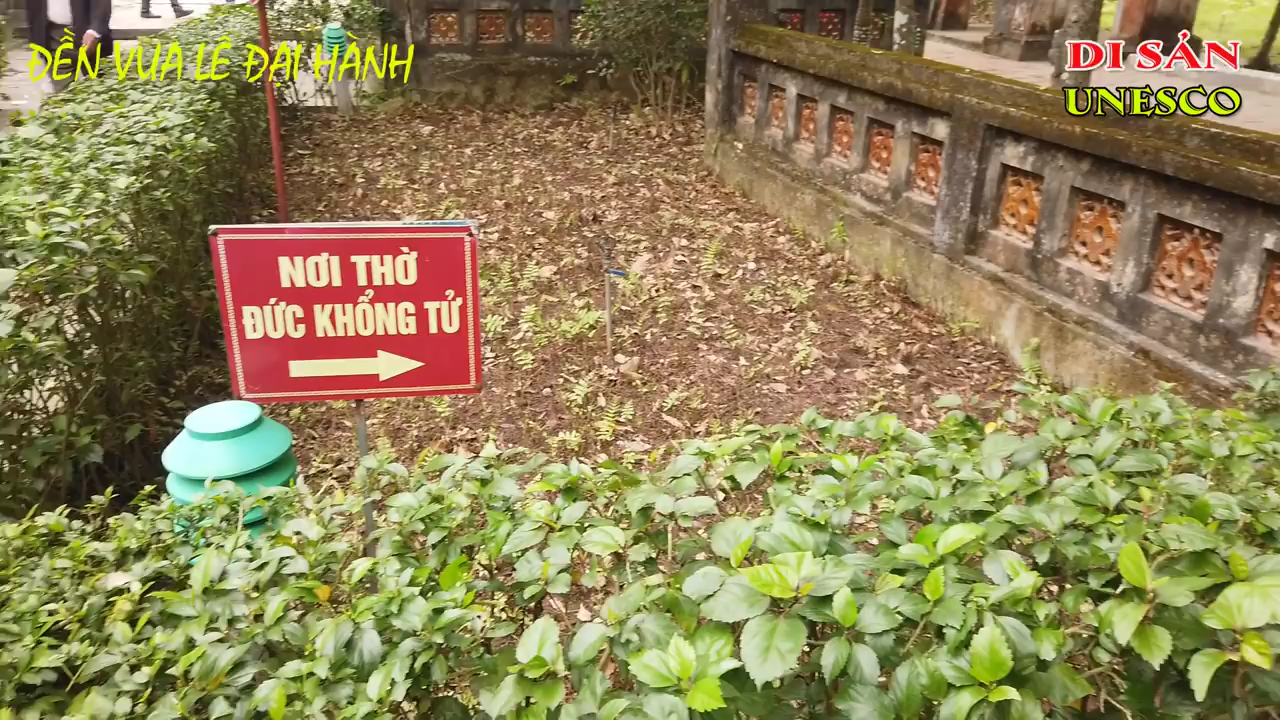 ĐỀN VUA LÊ ĐẠI HÀNH
DI SẢN
UNESCO
NƠI THỜ
ĐỨC KHỔNG TỬ